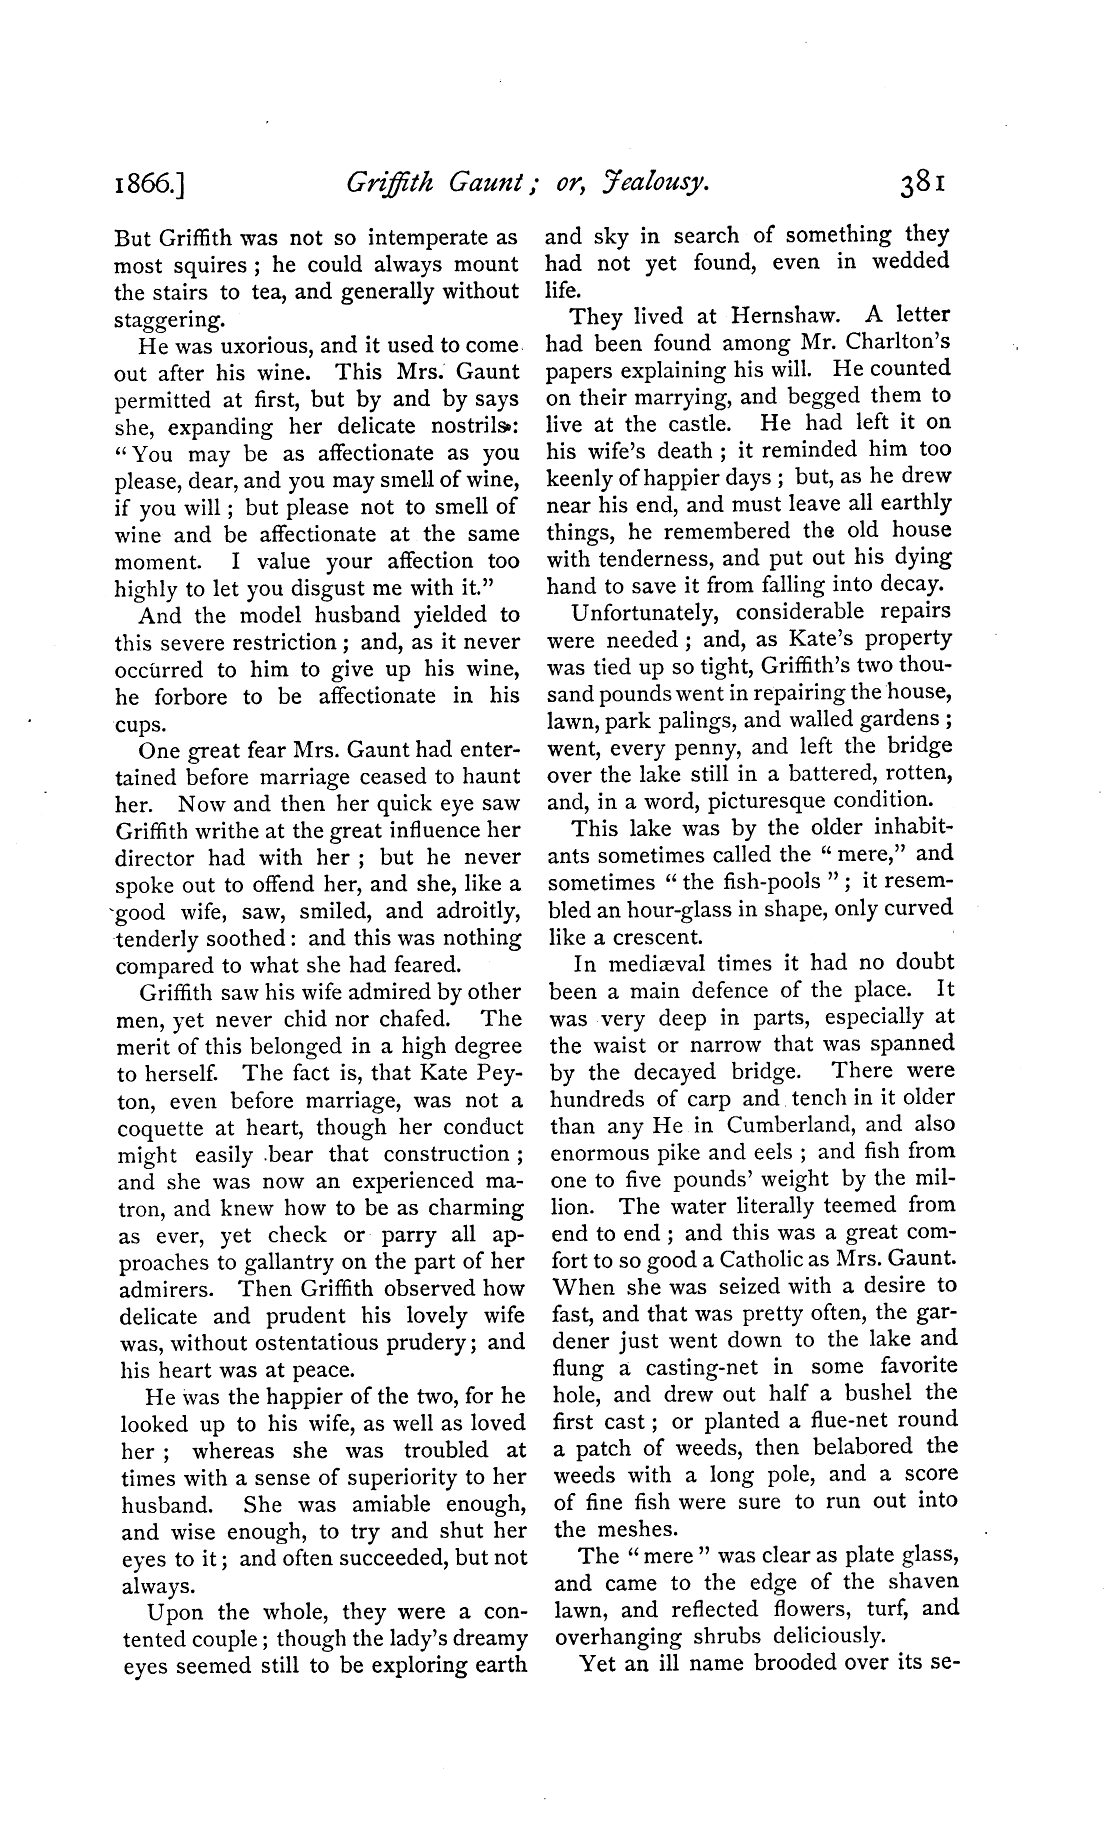 1866.] Griffith Gaunt; or, Jealousy. 381
But Griffith was not so intemperate as
most squires; he could always mount
the stairs to tea, and generally without
staggering.
He was uxorious, and it used to come
out after his wine. This Mrs. Gaunt
permitted at first, but by and by says
she, expanding her delicate nostrils:
"You may be as affectionate as you
please, dear, and you may smell of wine,
if you will; but please not to smell of
wine and be affectionate at the same
moment. I value your affection too
highly to let you disgust me with it."
And the model husband yielded to
this severe restriction; and, as it never
occurred to him to give up his wine,
he forbore to be affectionate in his
cups.
One great fear Mrs. Gaunt had enter-
tained before marriage ceased to haunt
her. Now and then her quick eye saw
Griffith writhe at the great influence her
director had with her; but he never
spoke out to offend her, and she, like a
good wife, saw, smiled, and adroitly,
tenderly soothed: and this was nothing
compared to what she had feared.
Griffith saw his wife admired by other
men, yet never chid nor chafed. The
merit of this belonged in a high degree
to herself. The fact is, that Kate Pey-
ton, even before marriage, was not a
coquette at heart, though her conduct
might easily bear that construction;
and she was now an experienced ma-
tron, and knew how to be as charming
as ever, yet check or parry all ap-
proaches to gallantry on the part of her
admirers. Then Griffith observed how
delicate and prudent his lovely wife
was, without ostentatious prudery; and
his heart was at peace.
He was the happier of the two, for he
looked up to his wife, as well as loved
her; whereas she was troubled at
times with a sense of superiority to her
husband. She was amiable enough,
and wise enough, to try and shut her
eyes to it; and often succeeded, but not
always.
Upon the whole, they were a con-
tented couple; though the lady's dreamy
eyes seemed still to be exploring earth
and sky in search of something they
had not yet found, even in wedded
life.
They lived at Hernshaw. A letter
had been found among Mr. Charlton's
papers explaining his will. He counted
on their marrying, and begged them to
live at the castle. He had left it on
his wife's death; it reminded him too
keenly of happier days; but, as he drew
near his end, and must leave all earthly
things, he remembered the old house
with tenderness, and put out his dying
hand to save it from falling into decay.
Unfortunately, considerable repairs
were needed; and, as Kate's property
was tied up so tight, Griffith's two thou-
sand pounds went in repairing the house,
lawn, park palings, and walled gardens;
went, every penny, and left the bridge
over the lake still in a battered, rotten,
and, in a word, picturesque condition.
This lake was by the older inhabit-
ants sometimes called the "mere," and
sometimes "the fish-pools"; it resem-
bled an hour-glass in shape, only curved
like a crescent.
In mediæval times it had no doubt
been a main defence of the place. It
was very deep in parts, especially at
the waist or narrow that was spanned
by the decayed bridge. There were
hundreds of carp and tench in it older
than any He in Cumberland, and also
enormous pike and eels; and fish from
one to five pounds' weight by the mil-
lion. The water literally teemed from
end to end; and this was a great com-
fort to so good a Catholic as Mrs. Gaunt.
When she was seized with a desire to
fast, and that was pretty often, the gar-
dener just went down to the lake and
flung a casting-net in some favorite
hole, and drew out half a bushel the
first cast; or planted a flue-net round
a patch of weeds, then belabored the
weeds with a long pole, and a score
of fine fish were sure to run out into
the meshes.
The "mere" was clear as plate glass,
and came to the edge of the shaven
lawn, and reflected flowers, turf, and
overhanging shrubs deliciously.
Yet an ill name brooded over its se-